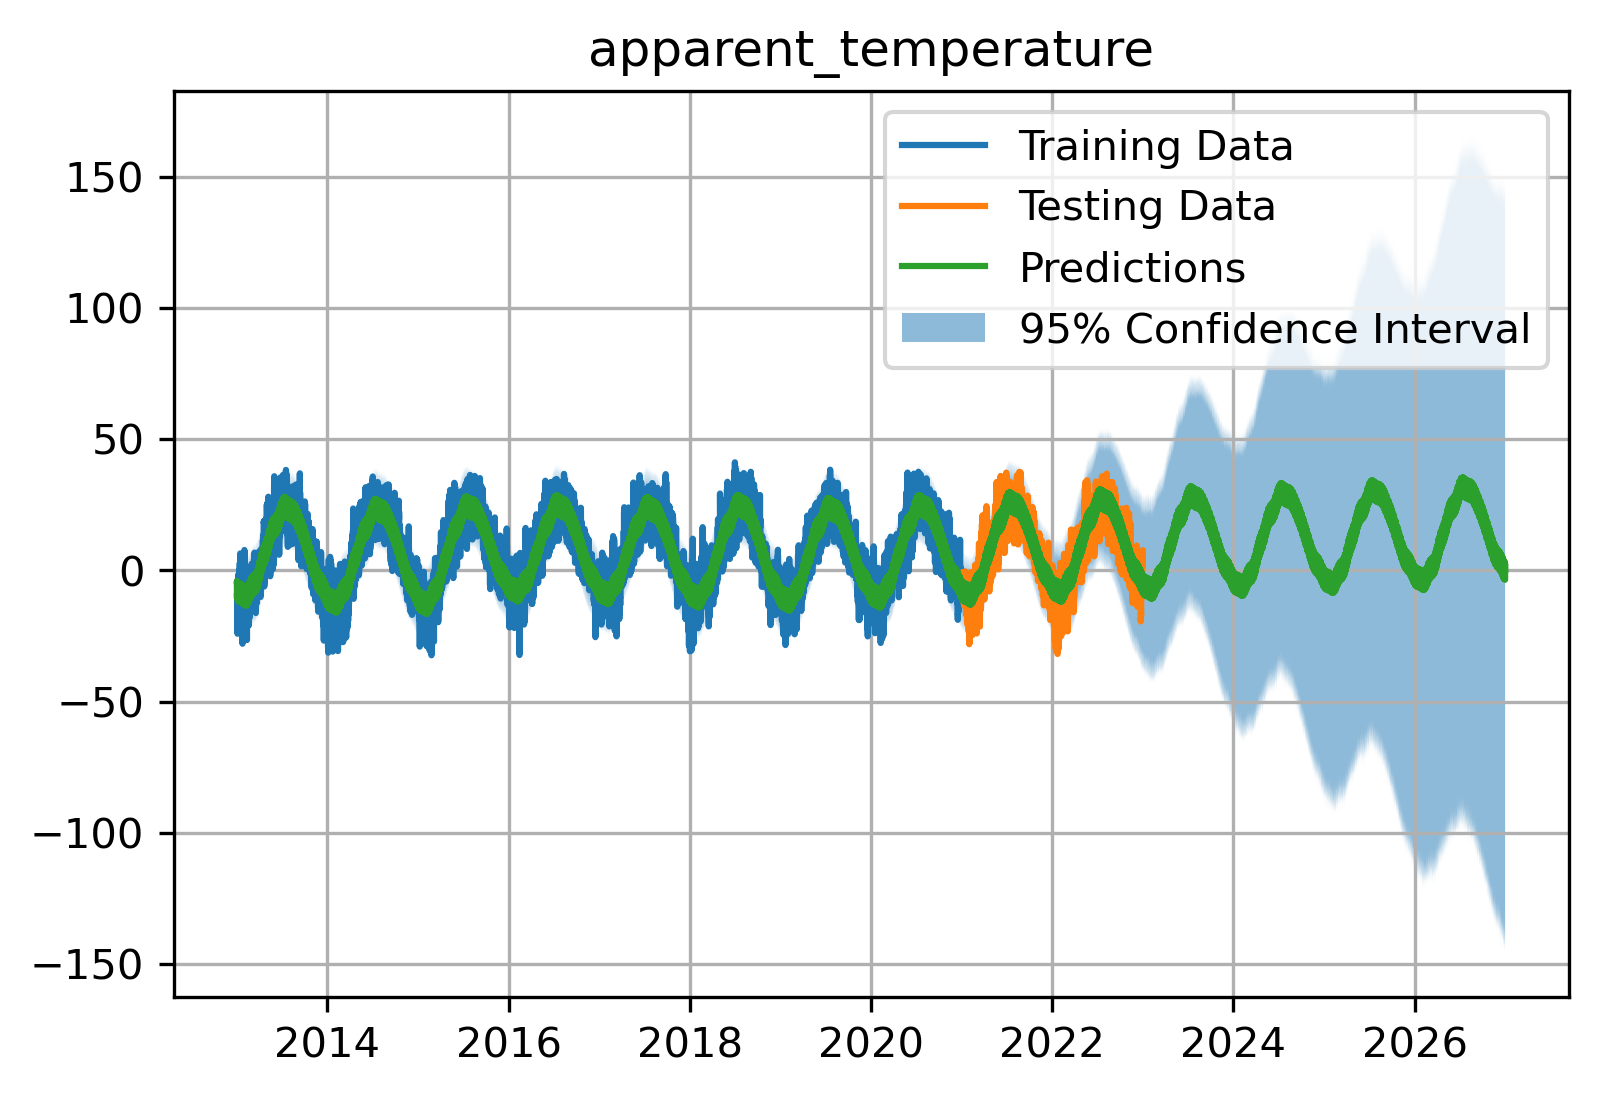 apparent_temperature
Training Data
Testing Data
Predictions
95% Confidence Interval
150
100
50
0
−50
−100
−150
2014 2016 2018 2020 2022 2024 2026